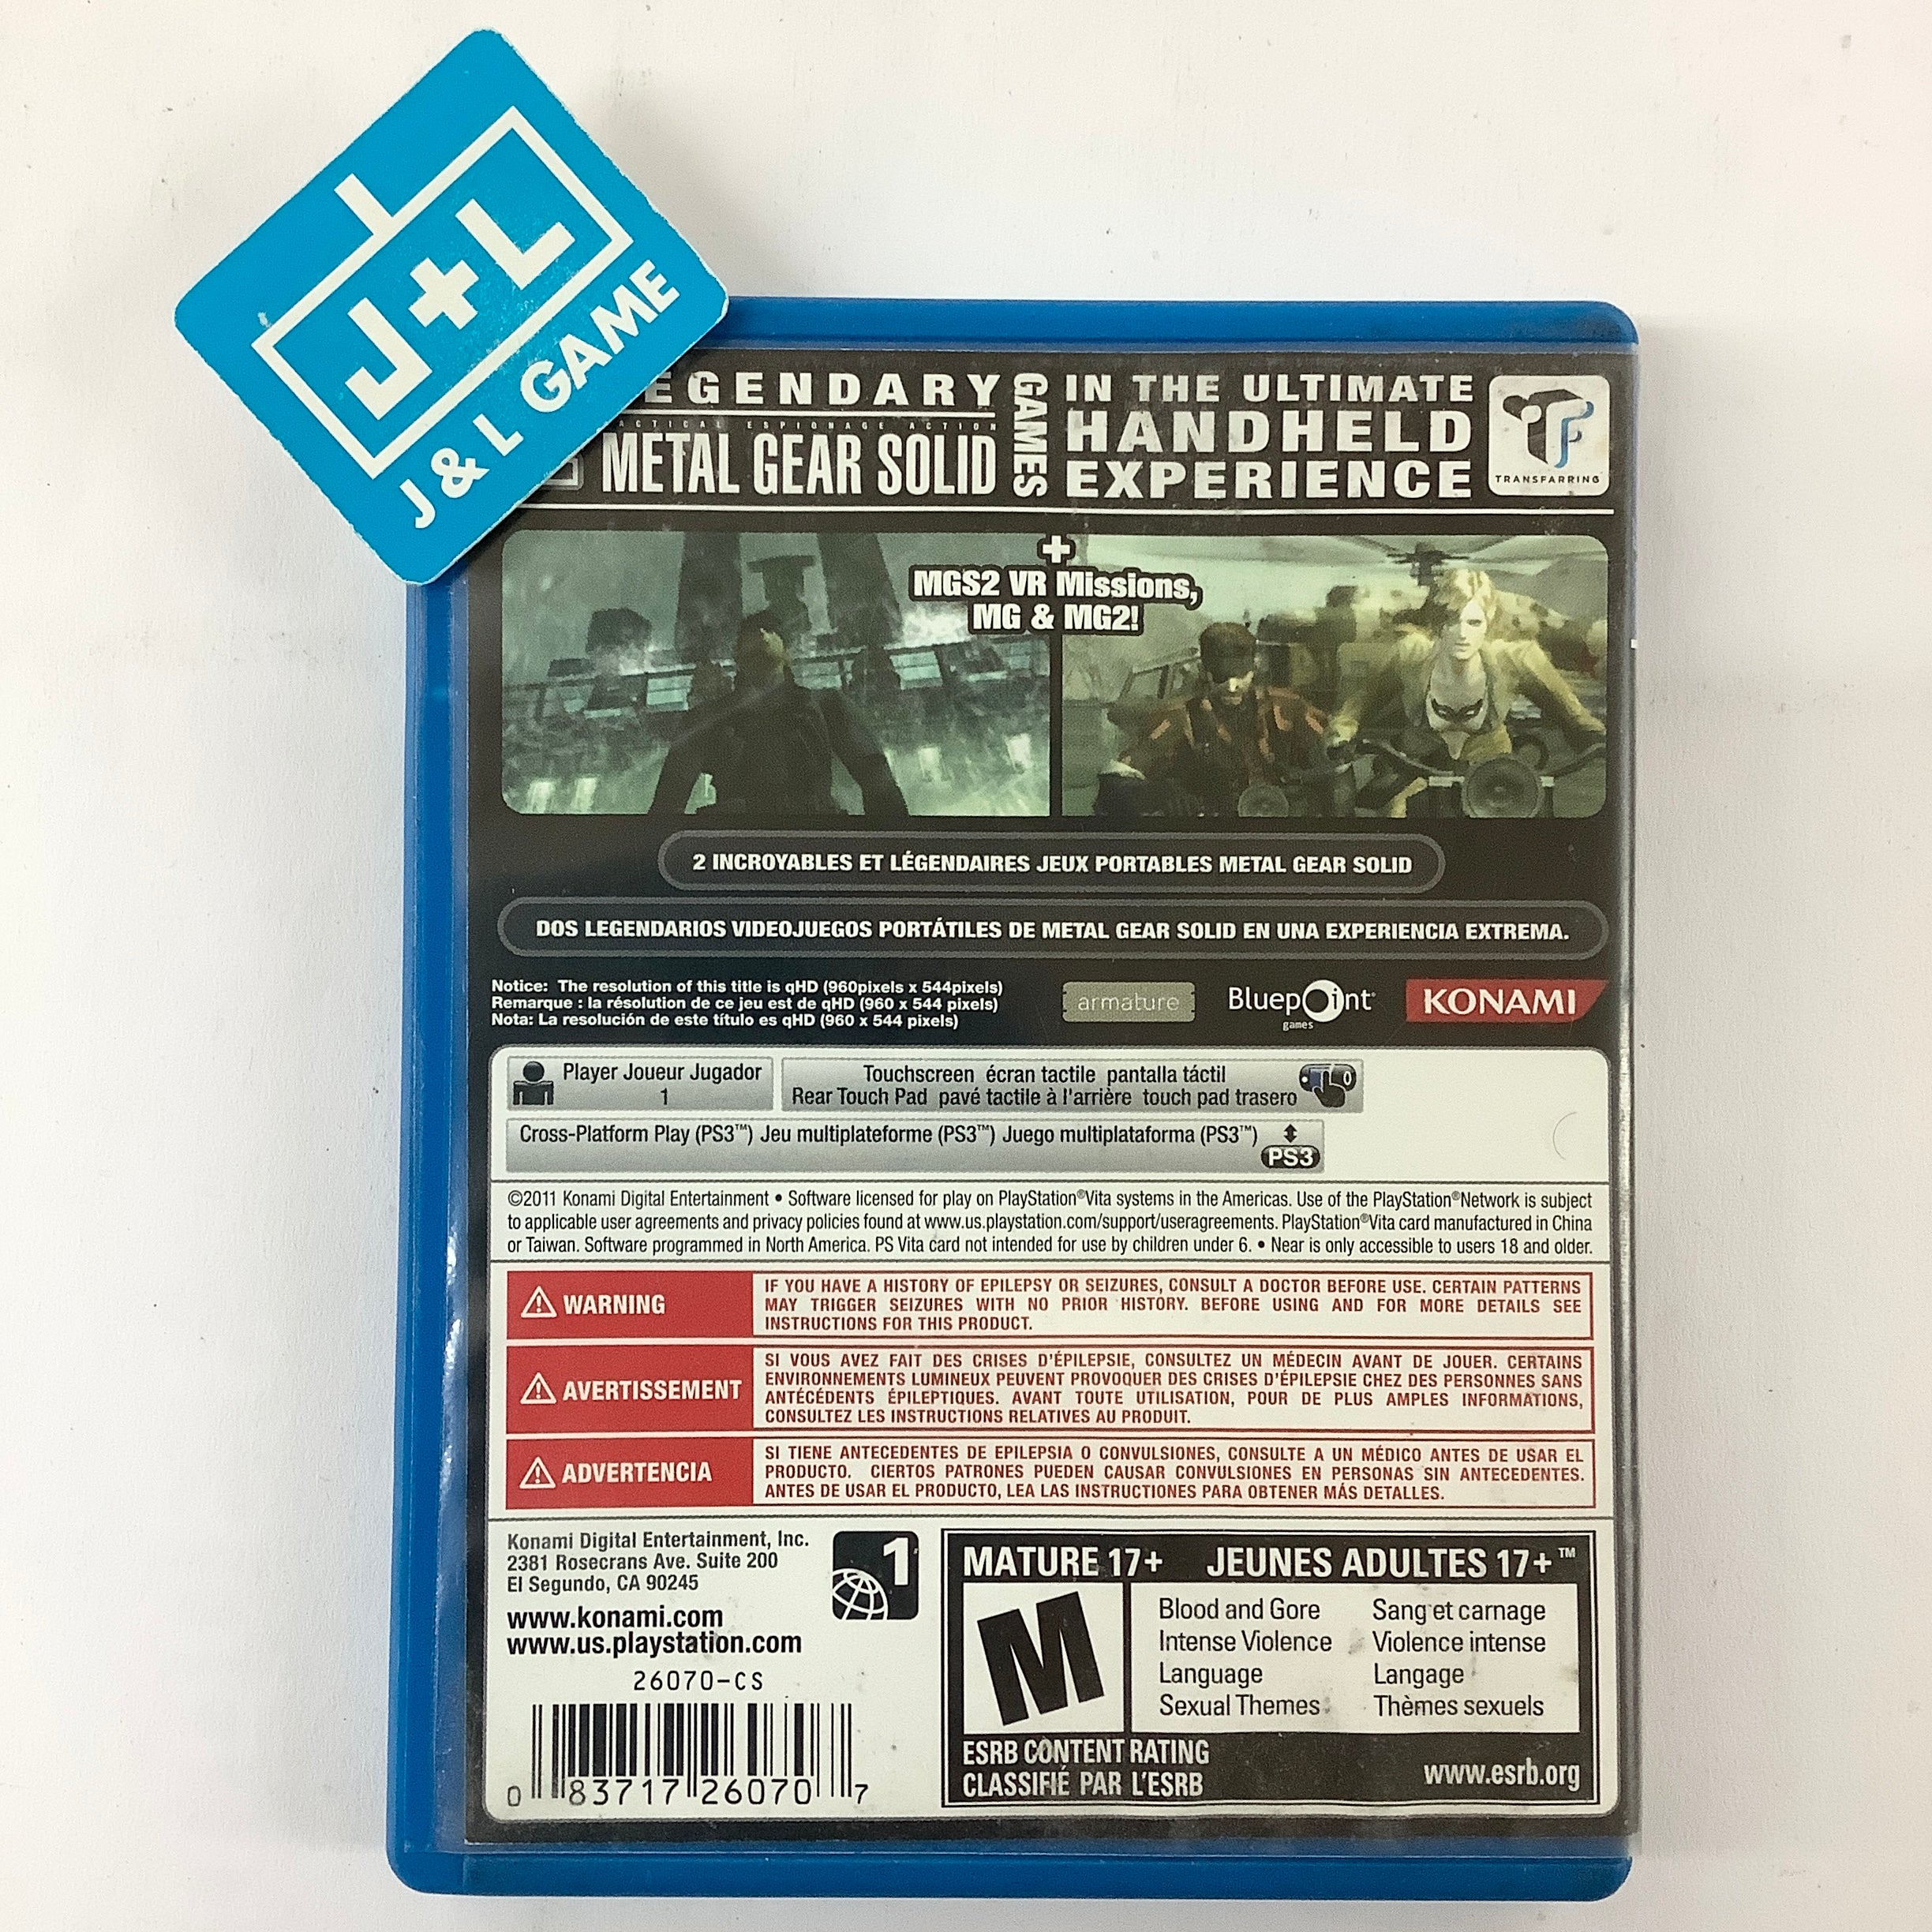 J+L
J & L GAME
EGENDARY
TACTICAL ESPIONAGE ACTION
METAL GEAR SOLID
GAMES
IN THE ULTIMATE
HANDHELD
EXPERIENCE
TRANSFARRING
+
MGS2 VR Missions,
MG & MG2!
2 INCROYABLES ET LÉGENDAIRES JEUX PORTABLES METAL GEAR SOLID
DOS LEGENDARIOS VIDEOJUEGOS PORTÁTILES DE METAL GEAR SOLID EN UNA EXPERIENCIA EXTREMA.
Notice: The resolution of this title is qHD (960pixels x 544pixels)
Remarque : la résolution de ce jeu est de qHD (960 x 544 pixels)
Nota: La resolución de este título es qHD (960 x 544 pixels)
armature
Bluepoint
games
KONAMI
Player Joueur Jugador
1
Touchscreen écran tactile pantalla táctil
Rear Touch Pad pavé tactile à l'arrière touch pad trasero
Cross-Platform Play (PS3™) Jeu multiplateforme (PS3™) Juego multiplataforma (PS3™)
PS3
©2011 Konami Digital Entertainment • Software licensed for play on PlayStation®Vita systems in the Americas. Use of the PlayStation®Network is subject
to applicable user agreements and privacy policies found at www.us.playstation.com/support/useragreements. PlayStation®Vita card manufactured in China
or Taiwan. Software programmed in North America. PS Vita card not intended for use by children under 6. • Near is only accessible to users 18 and older.
WARNING
IF YOU HAVE A HISTORY OF EPILEPSY OR SEIZURES, CONSULT A DOCTOR BEFORE USE. CERTAIN PATTERNS
MAY TRIGGER SEIZURES WITH NO PRIOR HISTORY. BEFORE USING AND FOR MORE DETAILS SEE
INSTRUCTIONS FOR THIS PRODUCT.
AVERTISSEMENT
SI VOUS AVEZ FAIT DES CRISES D'ÉPILEPSIE, CONSULTEZ UN MÉDECIN AVANT DE JOUER. CERTAINS
ENVIRONNEMENTS LUMINEUX PEUVENT PROVOQUER DES CRISES D'ÉPILEPSIE CHEZ DES PERSONNES SANS
ANTÉCÉDENTS ÉPILEPTIQUES. AVANT TOUTE UTILISATION, POUR DE PLUS AMPLES INFORMATIONS,
CONSULTEZ LES INSTRUCTIONS RELATIVES AU PRODUIT.
ADVERTENCIA
SI TIENE ANTECEDENTES DE EPILEPSIA O CONVULSIONES, CONSULTE A UN MÉDICO ANTES DE USAR EL
PRODUCTO. CIERTOS PATRONES PUEDEN CAUSAR CONVULSIONES EN PERSONAS SIN ANTECEDENTES.
ANTES DE USAR EL PRODUCTO, LEA LAS INSTRUCTIONES PARA OBTENER MÁS DETALLES.
Konami Digital Entertainment, Inc.
2381 Rosecrans Ave. Suite 200
El Segundo, CA 90245
www.konami.com
www.us.playstation.com
1
26070-CS
0 83717 26070 7
MATURE 17+ JEUNES ADULTES 17+™
M
Blood and Gore
Intense Violence
Language
Sexual Themes
Sang et carnage
Violence intense
Langage
Thèmes sexuels
ESRB CONTENT RATING
CLASSIFIÉ PAR L'ESRB
www.esrb.org